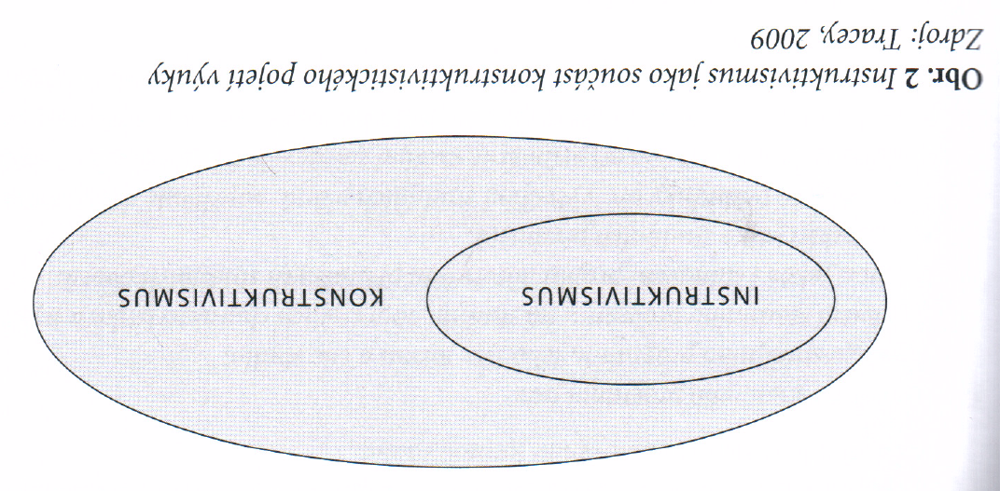 INSTRUKTIVISMUS KONSTRUKTIVISMUS
Obr. 2 Instruktivismus jako součást konstruktivistického pojetí výuky
Zdroj: Tracey, 2009